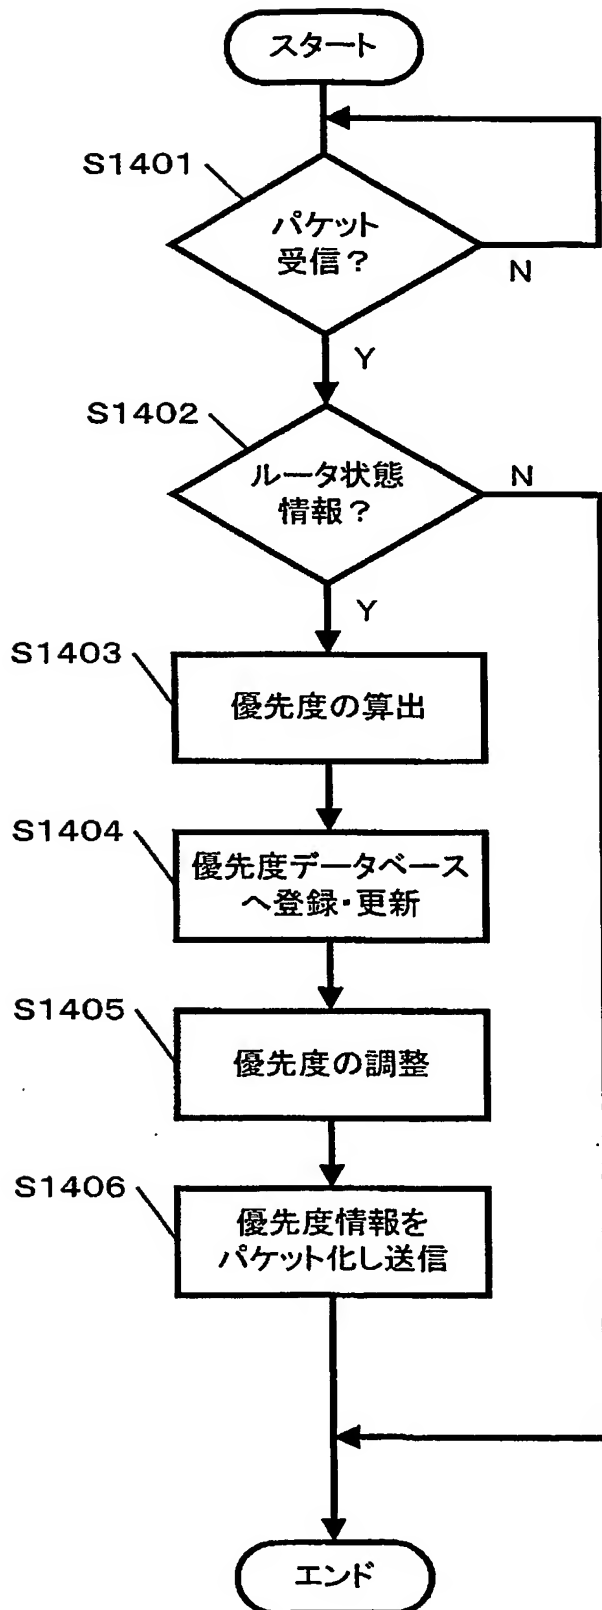 スタート
S1401
パケット
受信？
N
Y
S1402
ルータ状態
情報？
N
Y
S1403
優先度の算出
S1404
優先度データベース
へ登録・更新
S1405
優先度の調整
S1406
優先度情報を
パケット化し送信
エンド